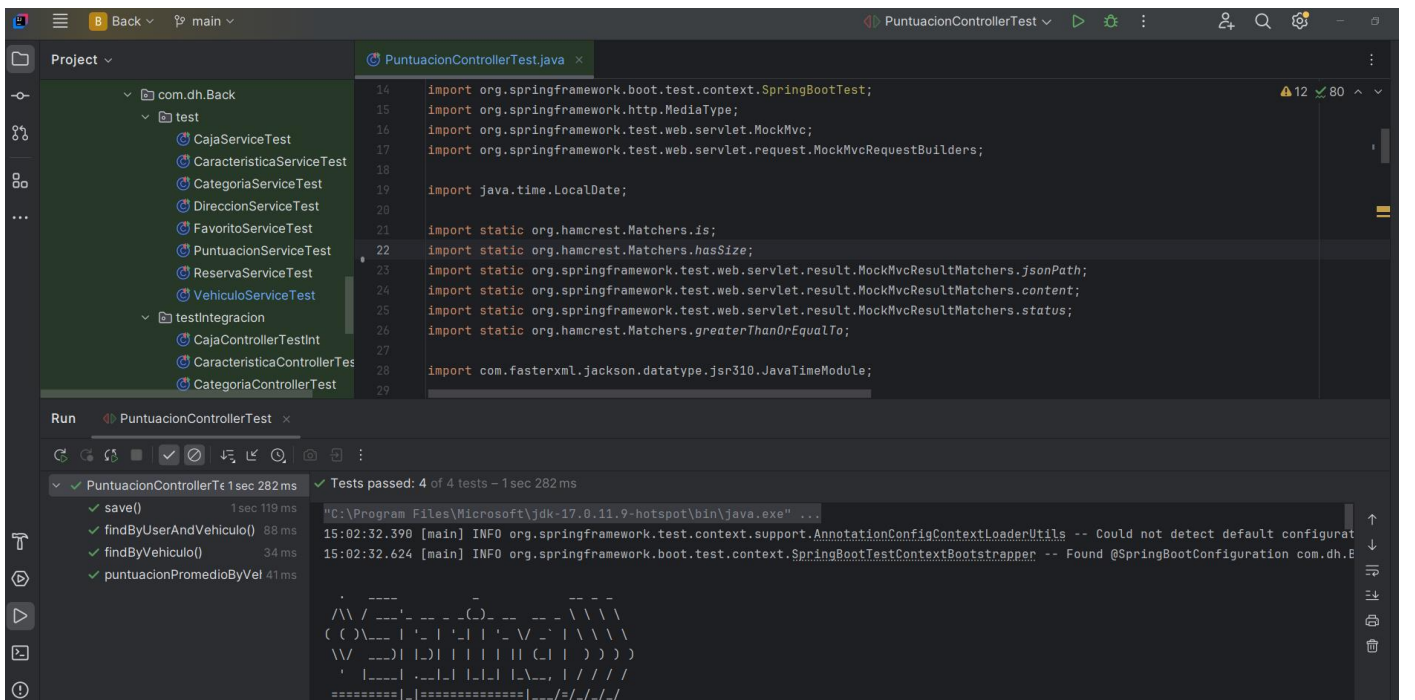 B Back main PuntuacionControllerTest
Project
PuntuacionControllerTest.java
com.dh.Back
test
CajaServiceTest
CaracteristicaServiceTest
CategoriaServiceTest
DireccionServiceTest
FavoritoServiceTest
PuntuacionServiceTest
ReservaServiceTest
VehiculoServiceTest
testIntegracion
CajaControllerTestInt
CaracteristicaControllerTes
CategoriaControllerTest
12 80
14 import org.springframework.boot.test.context.SpringBootTest;
15 import org.springframework.http.MediaType;
16 import org.springframework.test.web.servlet.MockMvc;
17 import org.springframework.test.web.servlet.request.MockMvcRequestBuilders;
18
19 import java.time.LocalDate;
20
21 import static org.hamcrest.Matchers.is;
22 import static org.hamcrest.Matchers.hasSize;
23 import static org.springframework.test.web.servlet.result.MockMvcResultMatchers.jsonPath;
24 import static org.springframework.test.web.servlet.result.MockMvcResultMatchers.content;
25 import static org.springframework.test.web.servlet.result.MockMvcResultMatchers.status;
26 import static org.hamcrest.Matchers.greaterThanOrEqualTo;
27
28 import com.fasterxml.jackson.datatype.jsr310.JavaTimeModule;
29
Run PuntuacionControllerTest
PuntuacionControllerTe 1 sec 282 ms
save() 1 sec 119 ms
findByUserAndVehiculo() 88 ms
findByVehiculo() 34 ms
puntuacionPromedioByVel 41 ms
Tests passed: 4 of 4 tests – 1 sec 282 ms
"C:\Program Files\Microsoft\jdk-17.0.11.9-hotspot\bin\java.exe" ...
15:02:32.390 [main] INFO org.springframework.test.context.support.AnnotationConfigContextLoaderUtils -- Could not detect default configurat
15:02:32.624 [main] INFO org.springframework.boot.test.context.SpringBootTestContextBootstrapper -- Found @SpringBootConfiguration com.dh.B